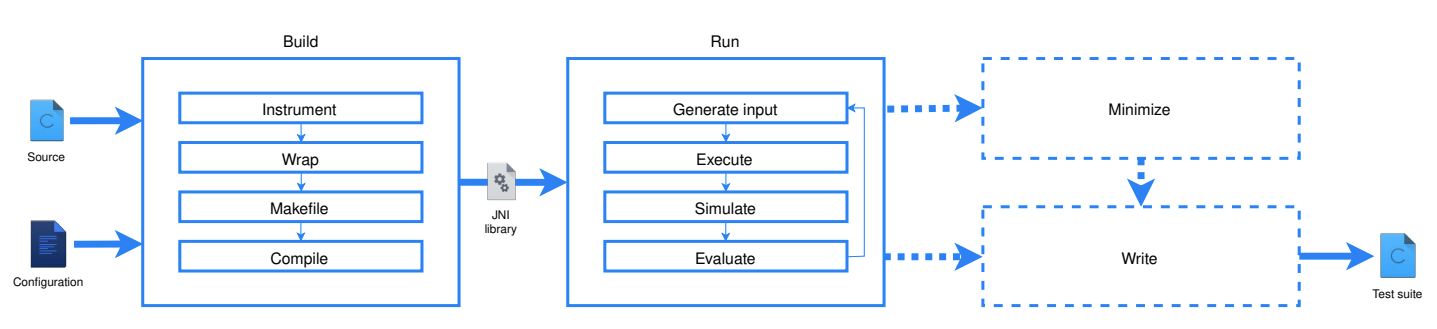 Build
Run
Instrument
Wrap
Makefile
Compile
C
Source
Configuration
JNI
library
Generate input
Execute
Simulate
Evaluate
Minimize
Write
C
Test suite